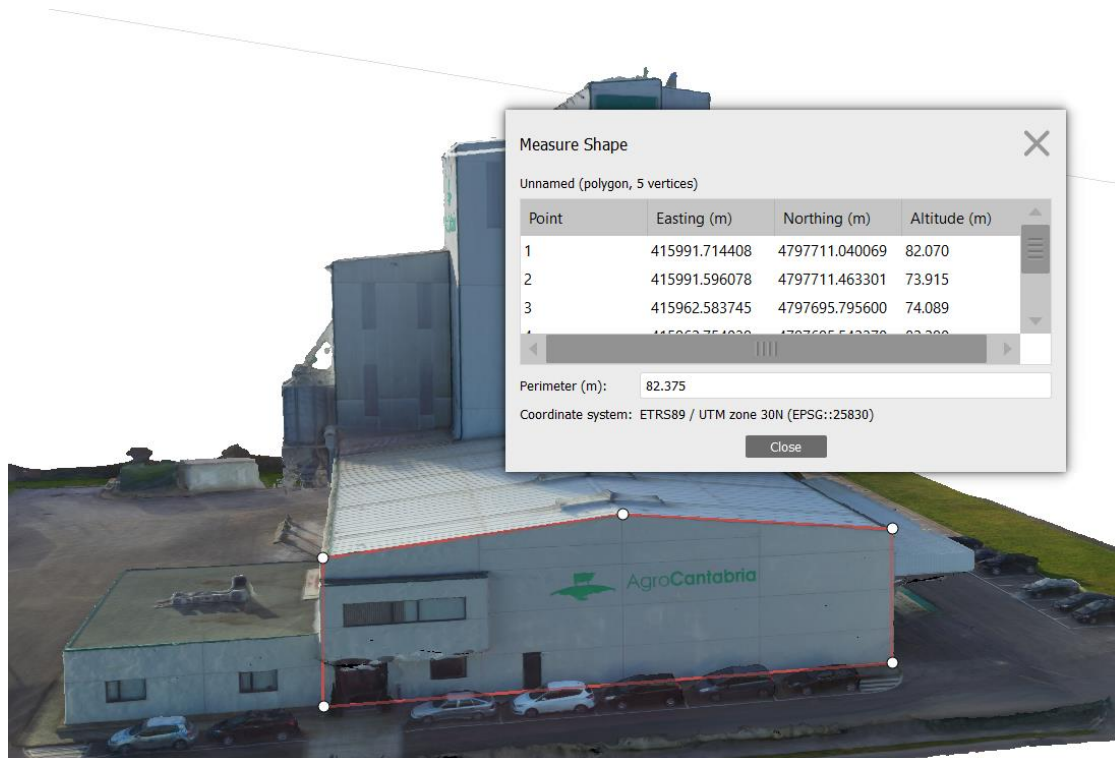 Measure Shape
Unnamed (polygon, 5 vertices)
Point Easting (m) Northing (m) Altitude (m)
1 415991.714408 4797711.040069 82.070
2 415991.596078 4797711.463301 73.915
3 415962.583745 4797695.795600 74.089
Perimeter (m): 82.375
Coordinate system: ETRS89 / UTM zone 30N (EPSG::25830)
Close
AgroCantabria